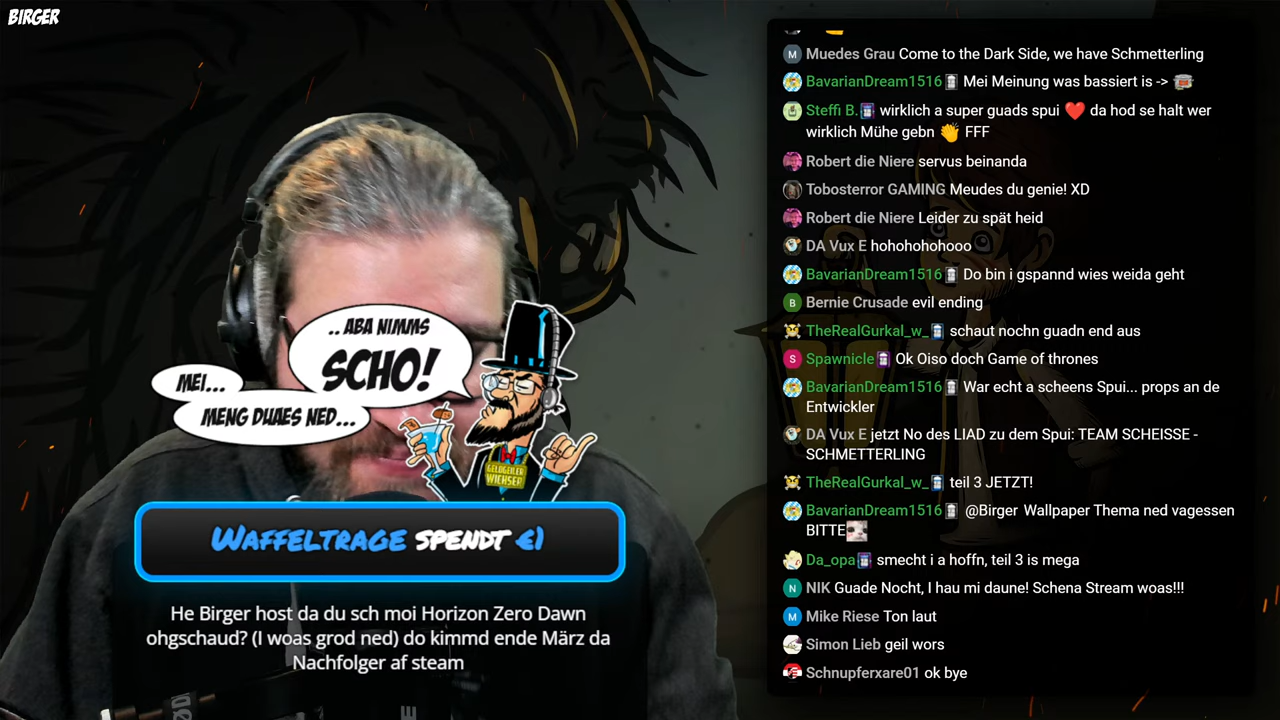 BIRGER
.. ABA NIMMS
SCHO!
MEI...
MENG DUAES NED...
GELDGEILER
WICHSER
WAFFELTRAGE SPENDT €1
He Birger host da du sch moi Horizon Zero Dawn
ohgschaud? (I woas grod ned) do kimmd ende März da
Nachfolger af steam
M Muedes Grau Come to the Dark Side, we have Schmetterling
BavarianDream1516 Mei Meinung was bassiert is ->
Steffi B. wirklich a super guads spui ❤️ da hod se halt wer
wirklich Mühe gebn 👏 FFF
Robert die Niere servus beinanda
Tobosterror GAMING Meudes du genie! XD
Robert die Niere Leider zu spät heid
DA Vux E hohohohohooo
BavarianDream1516 Do bin i gspannd wies weida geht
B Bernie Crusade evil ending
TheRealGurkal_w_ schaut nochn guadn end aus
S Spawnicle Ok Oiso doch Game of thrones
BavarianDream1516 War echt a scheens Spui... props an de
Entwickler
DA Vux E jetzt No des LIAD zu dem Spui: TEAM SCHEISSE -
SCHMETTERLING
TheRealGurkal_w_ teil 3 JETZT!
BavarianDream1516 @Birger Wallpaper Thema ned vagessen
BITTE
Da_opa smecht i a hoffn, teil 3 is mega
N NIK Guade Nocht, I hau mi daune! Schena Stream woas!!!
M Mike Riese Ton laut
Simon Lieb geil wors
Schnupferxare01 ok bye